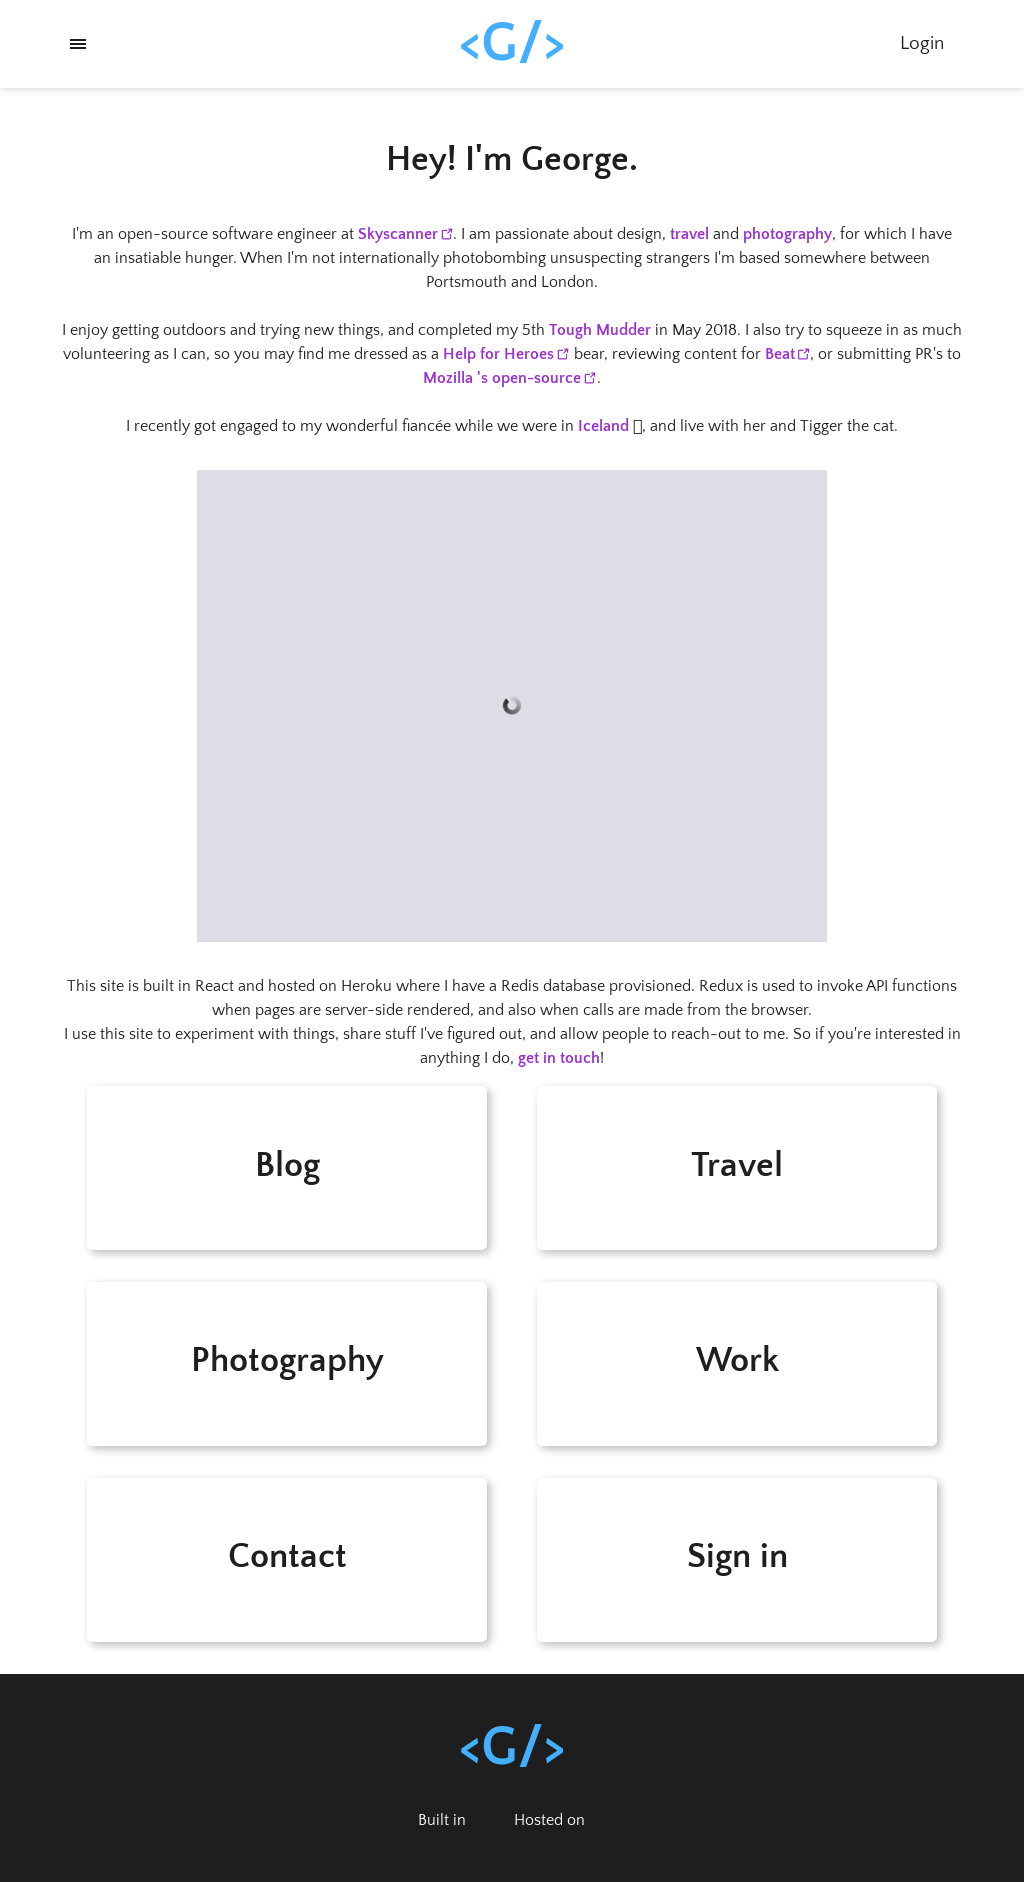 <G/>
Login
Hey! I'm George.
I'm an open-source software engineer at Skyscanner. I am passionate about design, travel and photography, for which I have
an insatiable hunger. When I'm not internationally photobombing unsuspecting strangers I'm based somewhere between
Portsmouth and London.
I enjoy getting outdoors and trying new things, and completed my 5th Tough Mudder in May 2018. I also try to squeeze in as much
volunteering as I can, so you may find me dressed as a Help for Heroes bear, reviewing content for Beat, or submitting PR's to
Mozilla 's open-source.
I recently got engaged to my wonderful fiancée while we were in Iceland , and live with her and Tigger the cat.
This site is built in React and hosted on Heroku where I have a Redis database provisioned. Redux is used to invoke API functions
when pages are server-side rendered, and also when calls are made from the browser.
I use this site to experiment with things, share stuff I've figured out, and allow people to reach-out to me. So if you're interested in
anything I do, get in touch!
Blog
Travel
Photography
Work
Contact
Sign in
<G/>
Built in
Hosted on